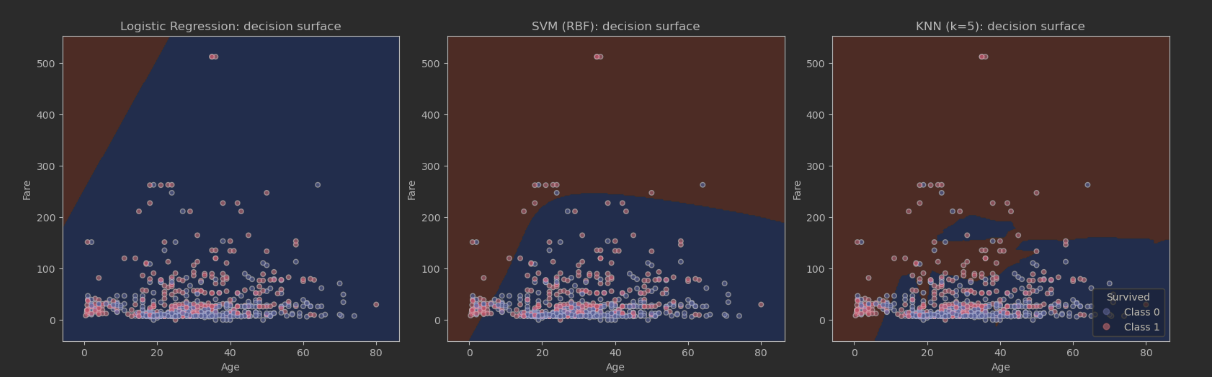 Logistic Regression: decision surface
500
400
300
200
100
0
Fare
0 20 40 60 80
Age
SVM (RBF): decision surface
500
400
300
200
100
0
Fare
0 20 40 60 80
Age
KNN (k=5): decision surface
500
400
300
200
100
0
Fare
Survived
Class 0
Class 1
0 20 40 60 80
Age